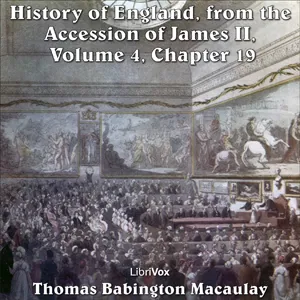 History of England, from the
Accession of James II,
Volume 4, Chapter 19
LibriVox
Thomas Babington Macaulay